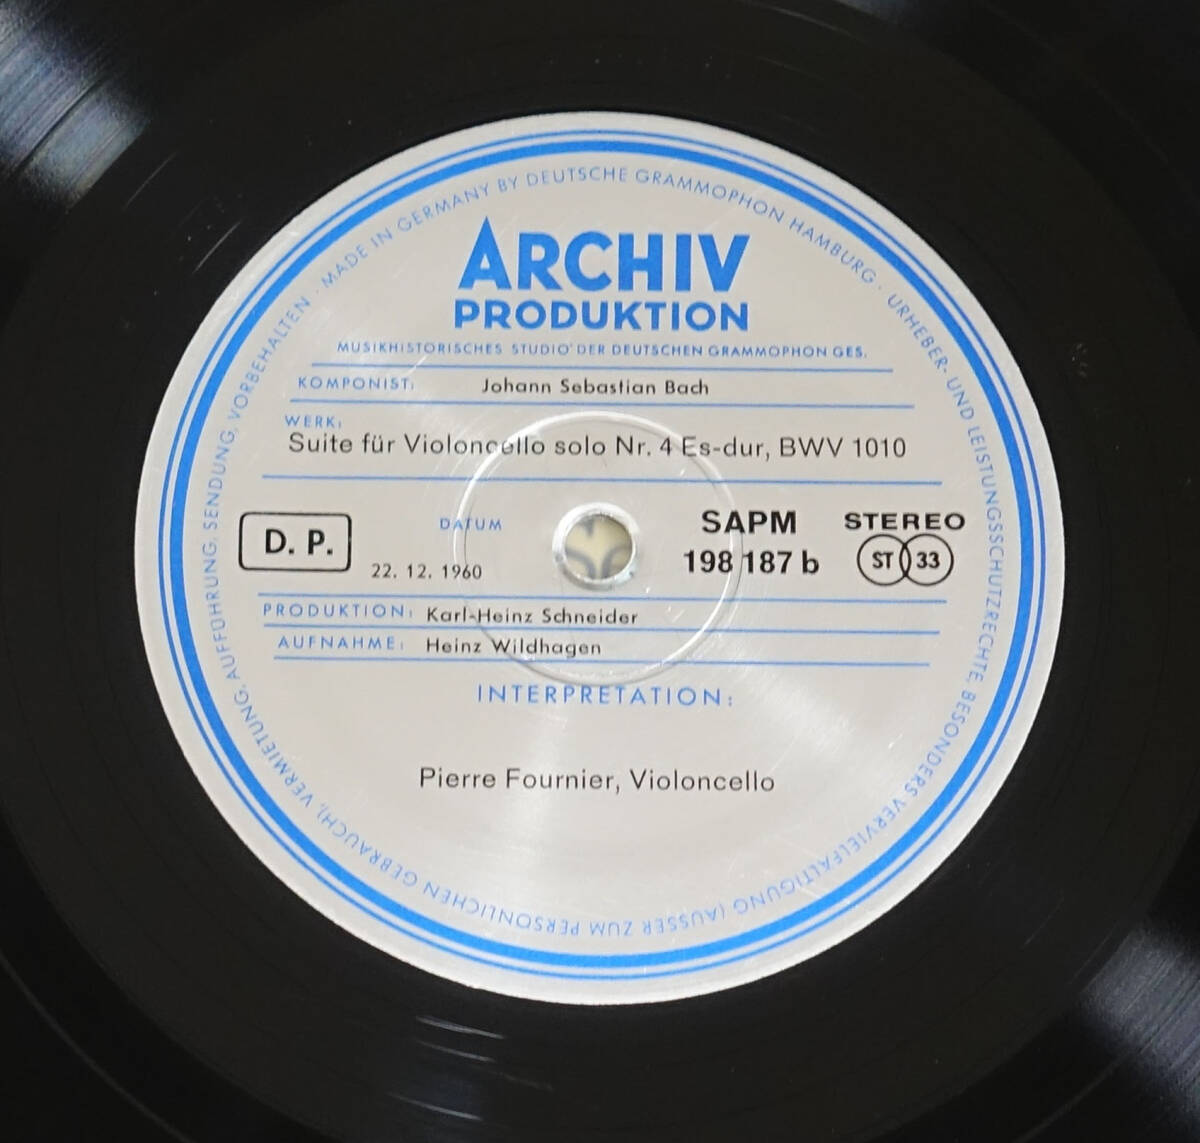 MADE IN GERMANY BY DEUTSCHE GRAMMOPHON HAMBURG · URHEBER- UND LEISTUNGSSCHUTZRECHTE, BESONDERS VERVIELFÄLTIGUNG (AUSSER ZUM PERSÖNLICHEN GEBRAUCH), VERMIETUNG, AUFFÜHRUNG, SENDUNG, VORBEHALTEN ·
ARCHIV
PRODUKTION
MUSIKHISTORISCHES STUDIO DER DEUTSCHEN GRAMMOPHON GES.
KOMPONIST: Johann Sebastian Bach
WERK:
Suite für Violoncello solo Nr. 4 Es-dur, BWV 1010
D. P.
DATUM
22. 12. 1960
SAPM
198 187 b
STEREO
ST 33
PRODUKTION: Karl-Heinz Schneider
AUFNAHME: Heinz Wildhagen
INTERPRETATION:
Pierre Fournier, Violoncello